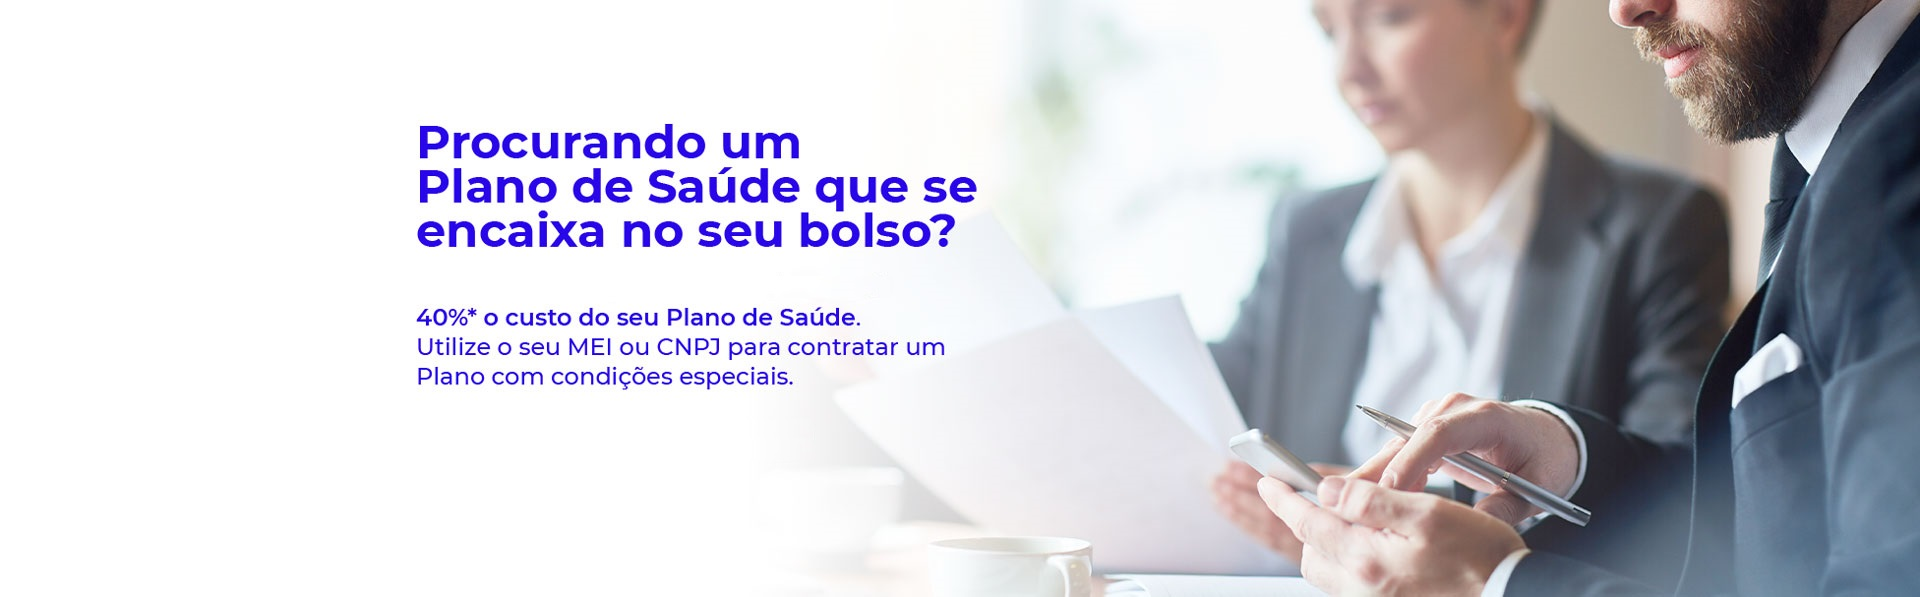 Procurando um
Plano de Saúde que se
encaixa no seu bolso?
40%* o custo do seu Plano de Saúde.
Utilize o seu MEI ou CNPJ para contratar um
Plano com condições especiais.